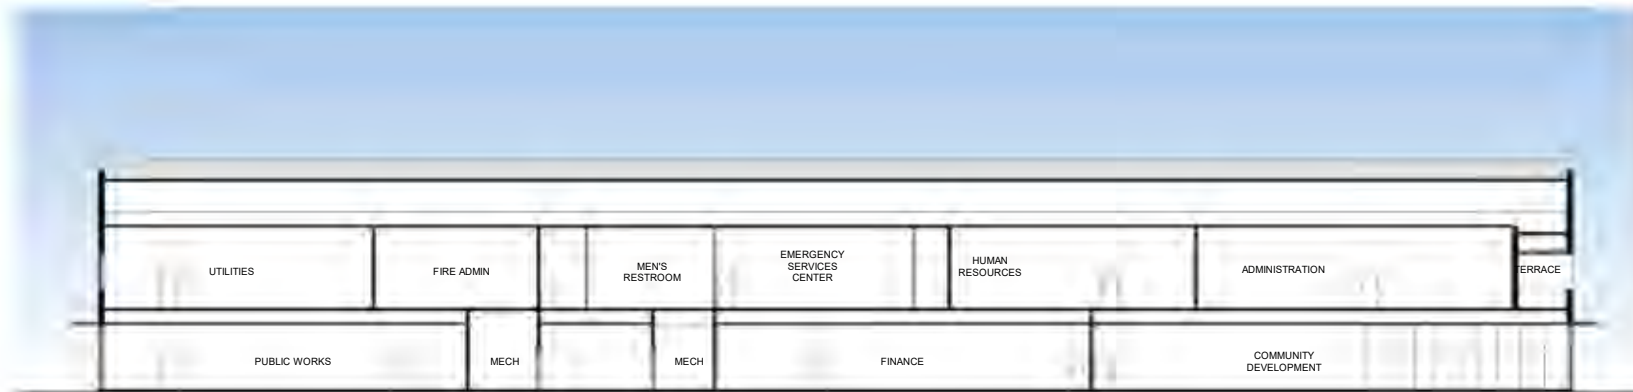 UTILITIES
FIRE ADMIN
MEN'S
RESTROOM
EMERGENCY
SERVICES
CENTER
HUMAN
RESOURCES
ADMINISTRATION
TERRACE
PUBLIC WORKS
MECH
MECH
FINANCE
COMMUNITY
DEVELOPMENT